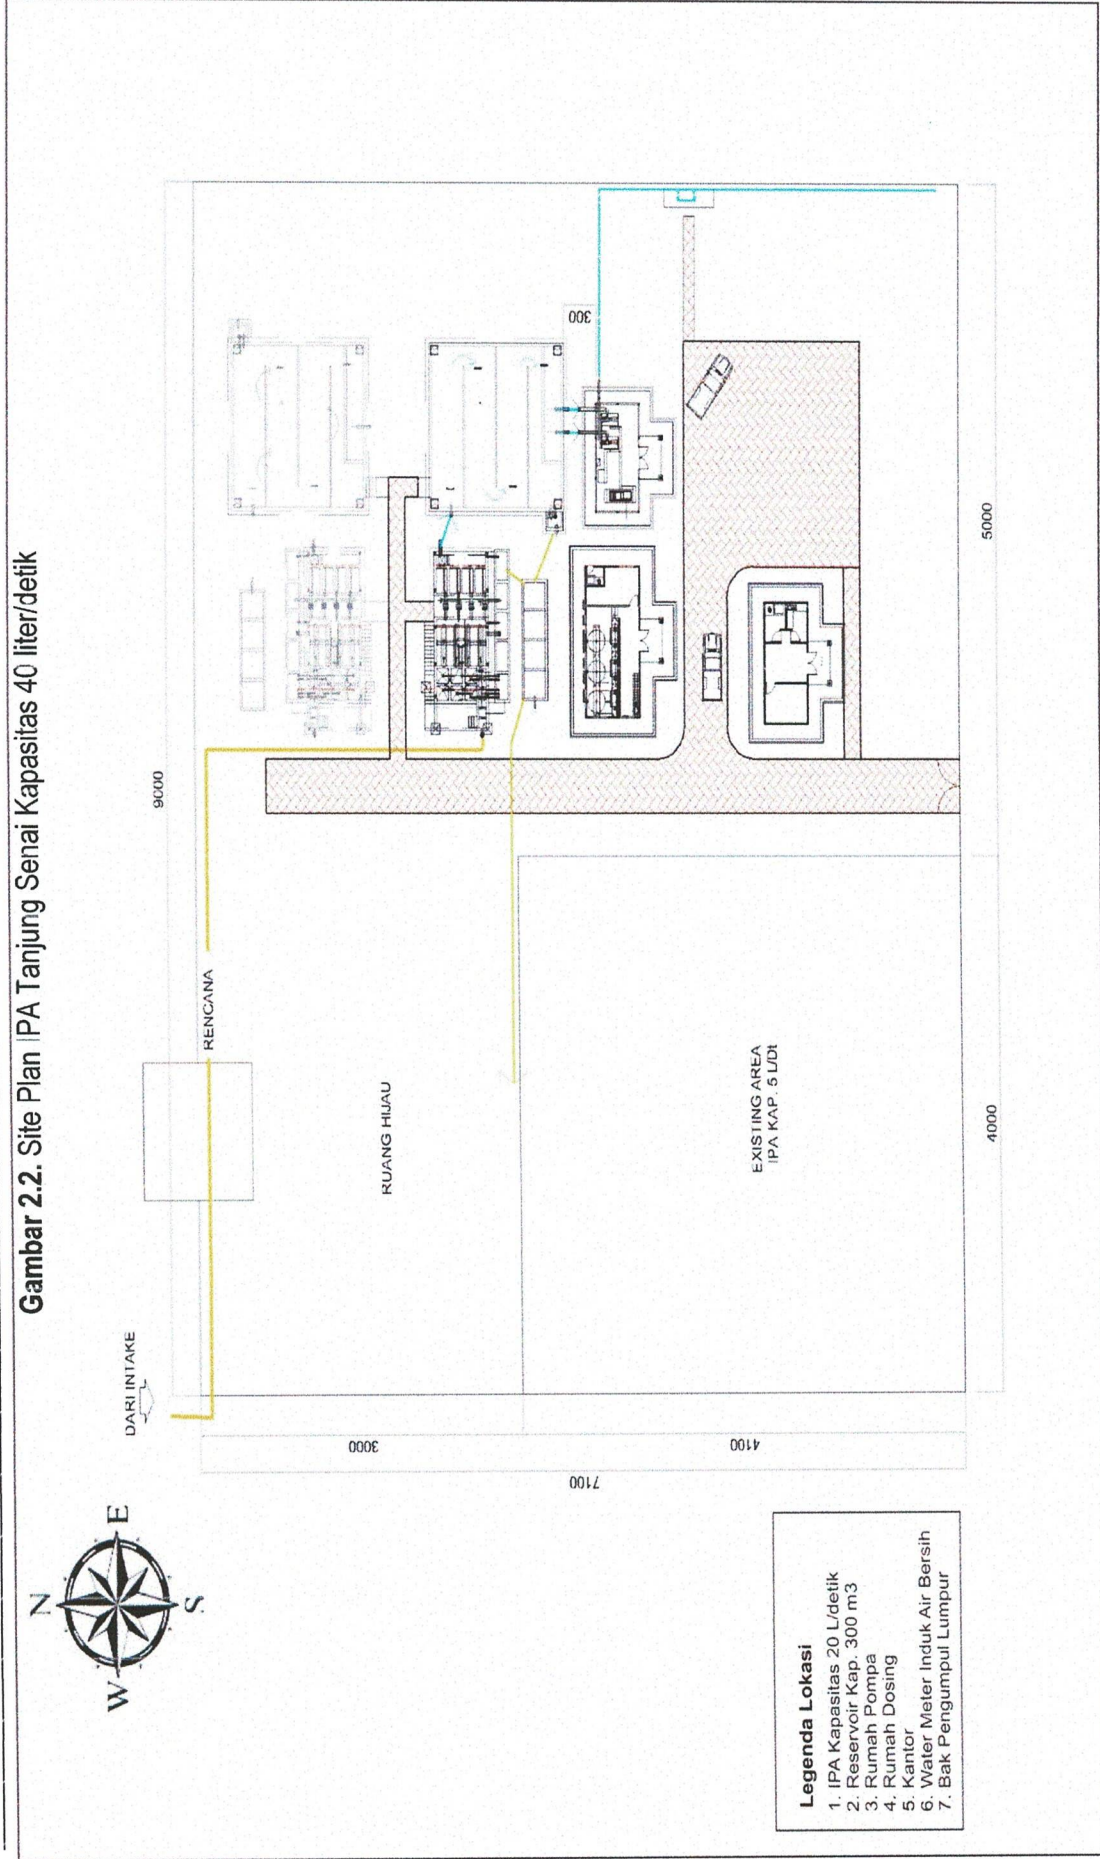 Gambar 2.2. Site Plan IPA Tanjung Senai Kapasitas 40 liter/detik
N
W
E
S
DARI INTAKE
9000
RENCANA
RUANG HIJAU
300
3000
7100
4100
EXISTING AREA
IPA KAP. 5 L/Dt
4000
5000
Legenda Lokasi
1. IPA Kapasitas 20 L/detik
2. Reservoir Kap. 300 m3
3. Rumah Pompa
4. Rumah Dosing
5. Kantor
6. Water Meter Induk Air Bersih
7. Bak Pengumpul Lumpur